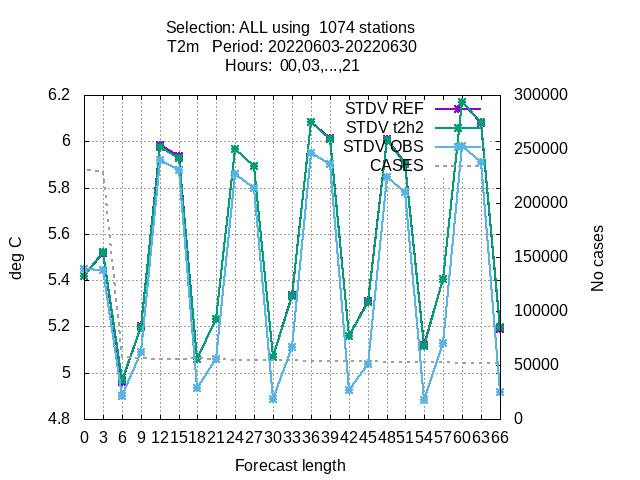 Selection: ALL using  1074 stations
T2m   Period: 20220603-20220630
Hours:  00,03,...,21
6.2
6
5.8
5.6
5.4
5.2
5
4.8
deg C
STDV REF
STDV t2h2
STDV OBS
CASES
300000
250000
200000
150000
100000
50000
0
No cases
0 3 6 9 12 15 18 21 24 27 30 33 36 39 42 45 48 51 54 57 60 63 66
Forecast length